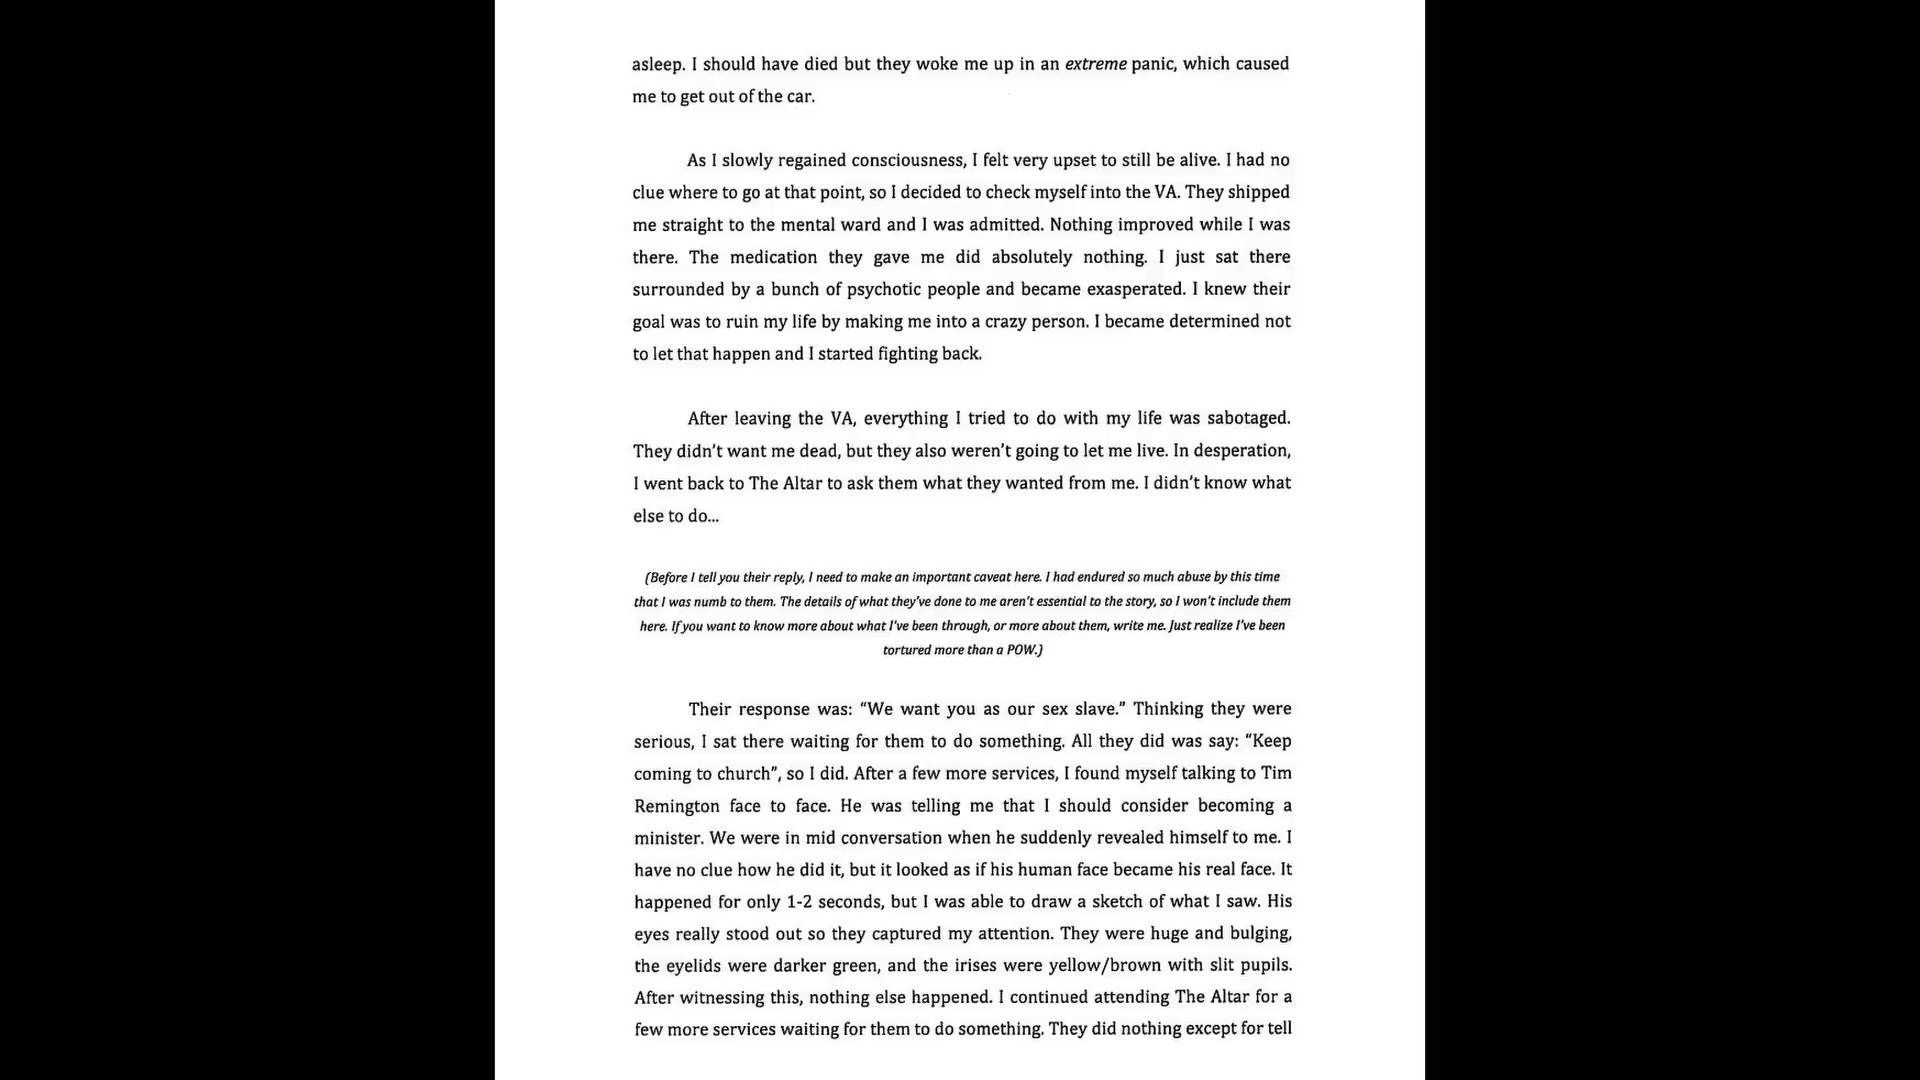 asleep. I should have died but they woke me up in an extreme panic, which caused
me to get out of the car.
As I slowly regained consciousness, I felt very upset to still be alive. I had no
clue where to go at that point, so I decided to check myself into the VA. They shipped
me straight to the mental ward and I was admitted. Nothing improved while I was
there. The medication they gave me did absolutely nothing. I just sat there
surrounded by a bunch of psychotic people and became exasperated. I knew their
goal was to ruin my life by making me into a crazy person. I became determined not
to let that happen and I started fighting back.
After leaving the VA, everything I tried to do with my life was sabotaged.
They didn't want me dead, but they also weren't going to let me live. In desperation,
I went back to The Altar to ask them what they wanted from me. I didn't know what
else to do...
(Before I tell you their reply, I need to make an important caveat here. I had endured so much abuse by this time
that I was numb to them. The details of what they've done to me aren't essential to the story, so I won't include them
here. If you want to know more about what I've been through, or more about them, write me. Just realize I've been
tortured more than a POW.)
Their response was: “We want you as our sex slave.” Thinking they were
serious, I sat there waiting for them to do something. All they did was say: “Keep
coming to church”, so I did. After a few more services, I found myself talking to Tim
Remington face to face. He was telling me that I should consider becoming a
minister. We were in mid conversation when he suddenly revealed himself to me. I
have no clue how he did it, but it looked as if his human face became his real face. It
happened for only 1-2 seconds, but I was able to draw a sketch of what I saw. His
eyes really stood out so they captured my attention. They were huge and bulging,
the eyelids were darker green, and the irises were yellow/brown with slit pupils.
After witnessing this, nothing else happened. I continued attending The Altar for a
few more services waiting for them to do something. They did nothing except for tell